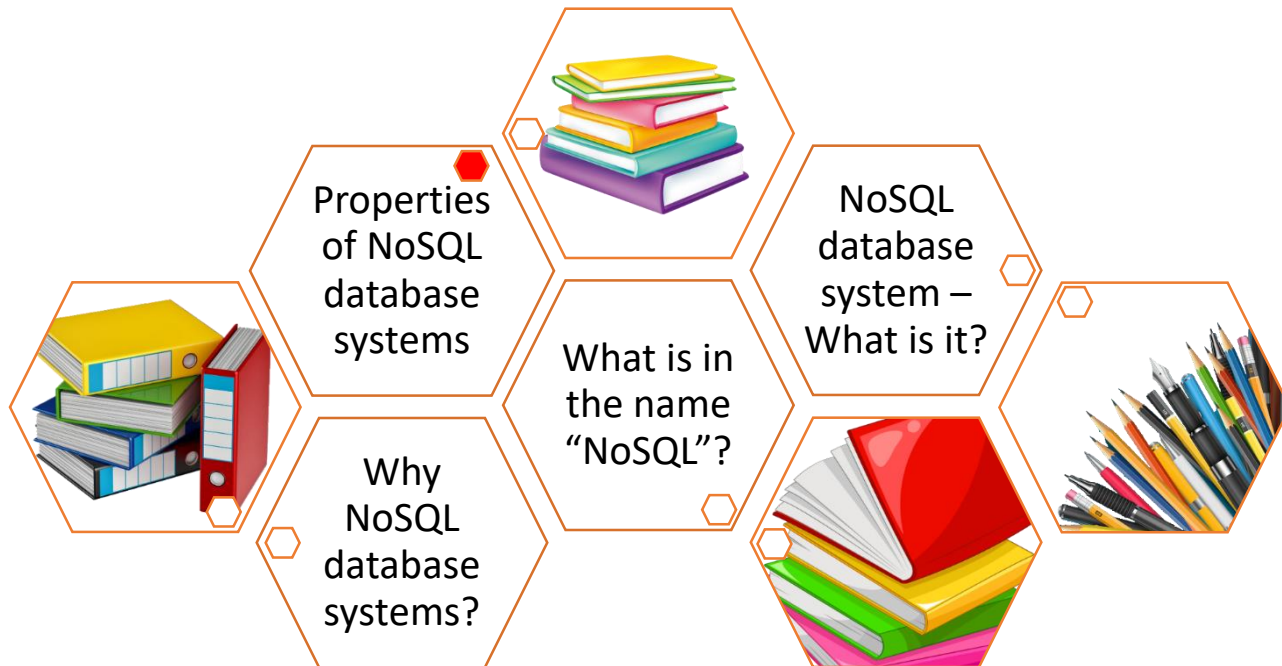 Properties
of NoSQL
database
systems
NoSQL
database
system –
What is it?
What is in
the name
“NoSQL”?
Why
NoSQL
database
systems?